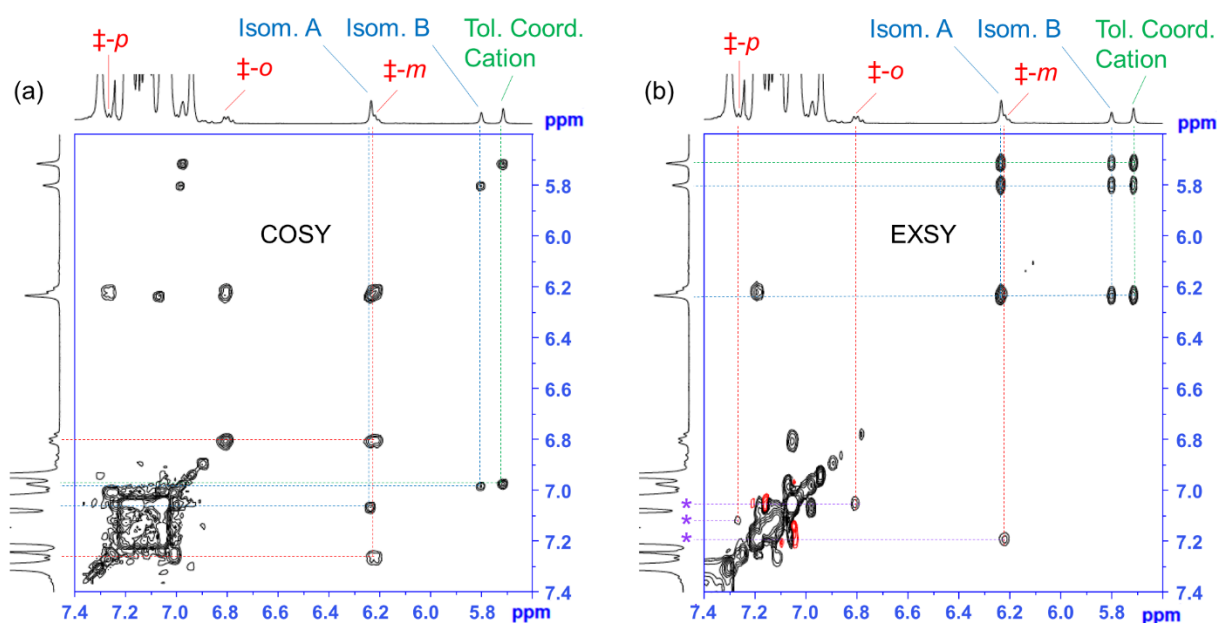 (a)
‡-p
‡-o
Isom. A
Isom. B
‡-m
Tol. Coord.
Cation
ppm
COSY
5.8
6.0
6.2
6.4
6.6
6.8
7.0
7.2
7.4
7.4 7.2 7.0 6.8 6.6 6.4 6.2 6.0 5.8 ppm
(b)
‡-p
‡-o
Isom. A
Isom. B
‡-m
Tol. Coord.
Cation
ppm
EXSY
5.8
6.0
6.2
6.4
6.6
6.8
7.0
7.2
7.4
*
*
*
7.4 7.2 7.0 6.8 6.6 6.4 6.2 6.0 5.8 ppm